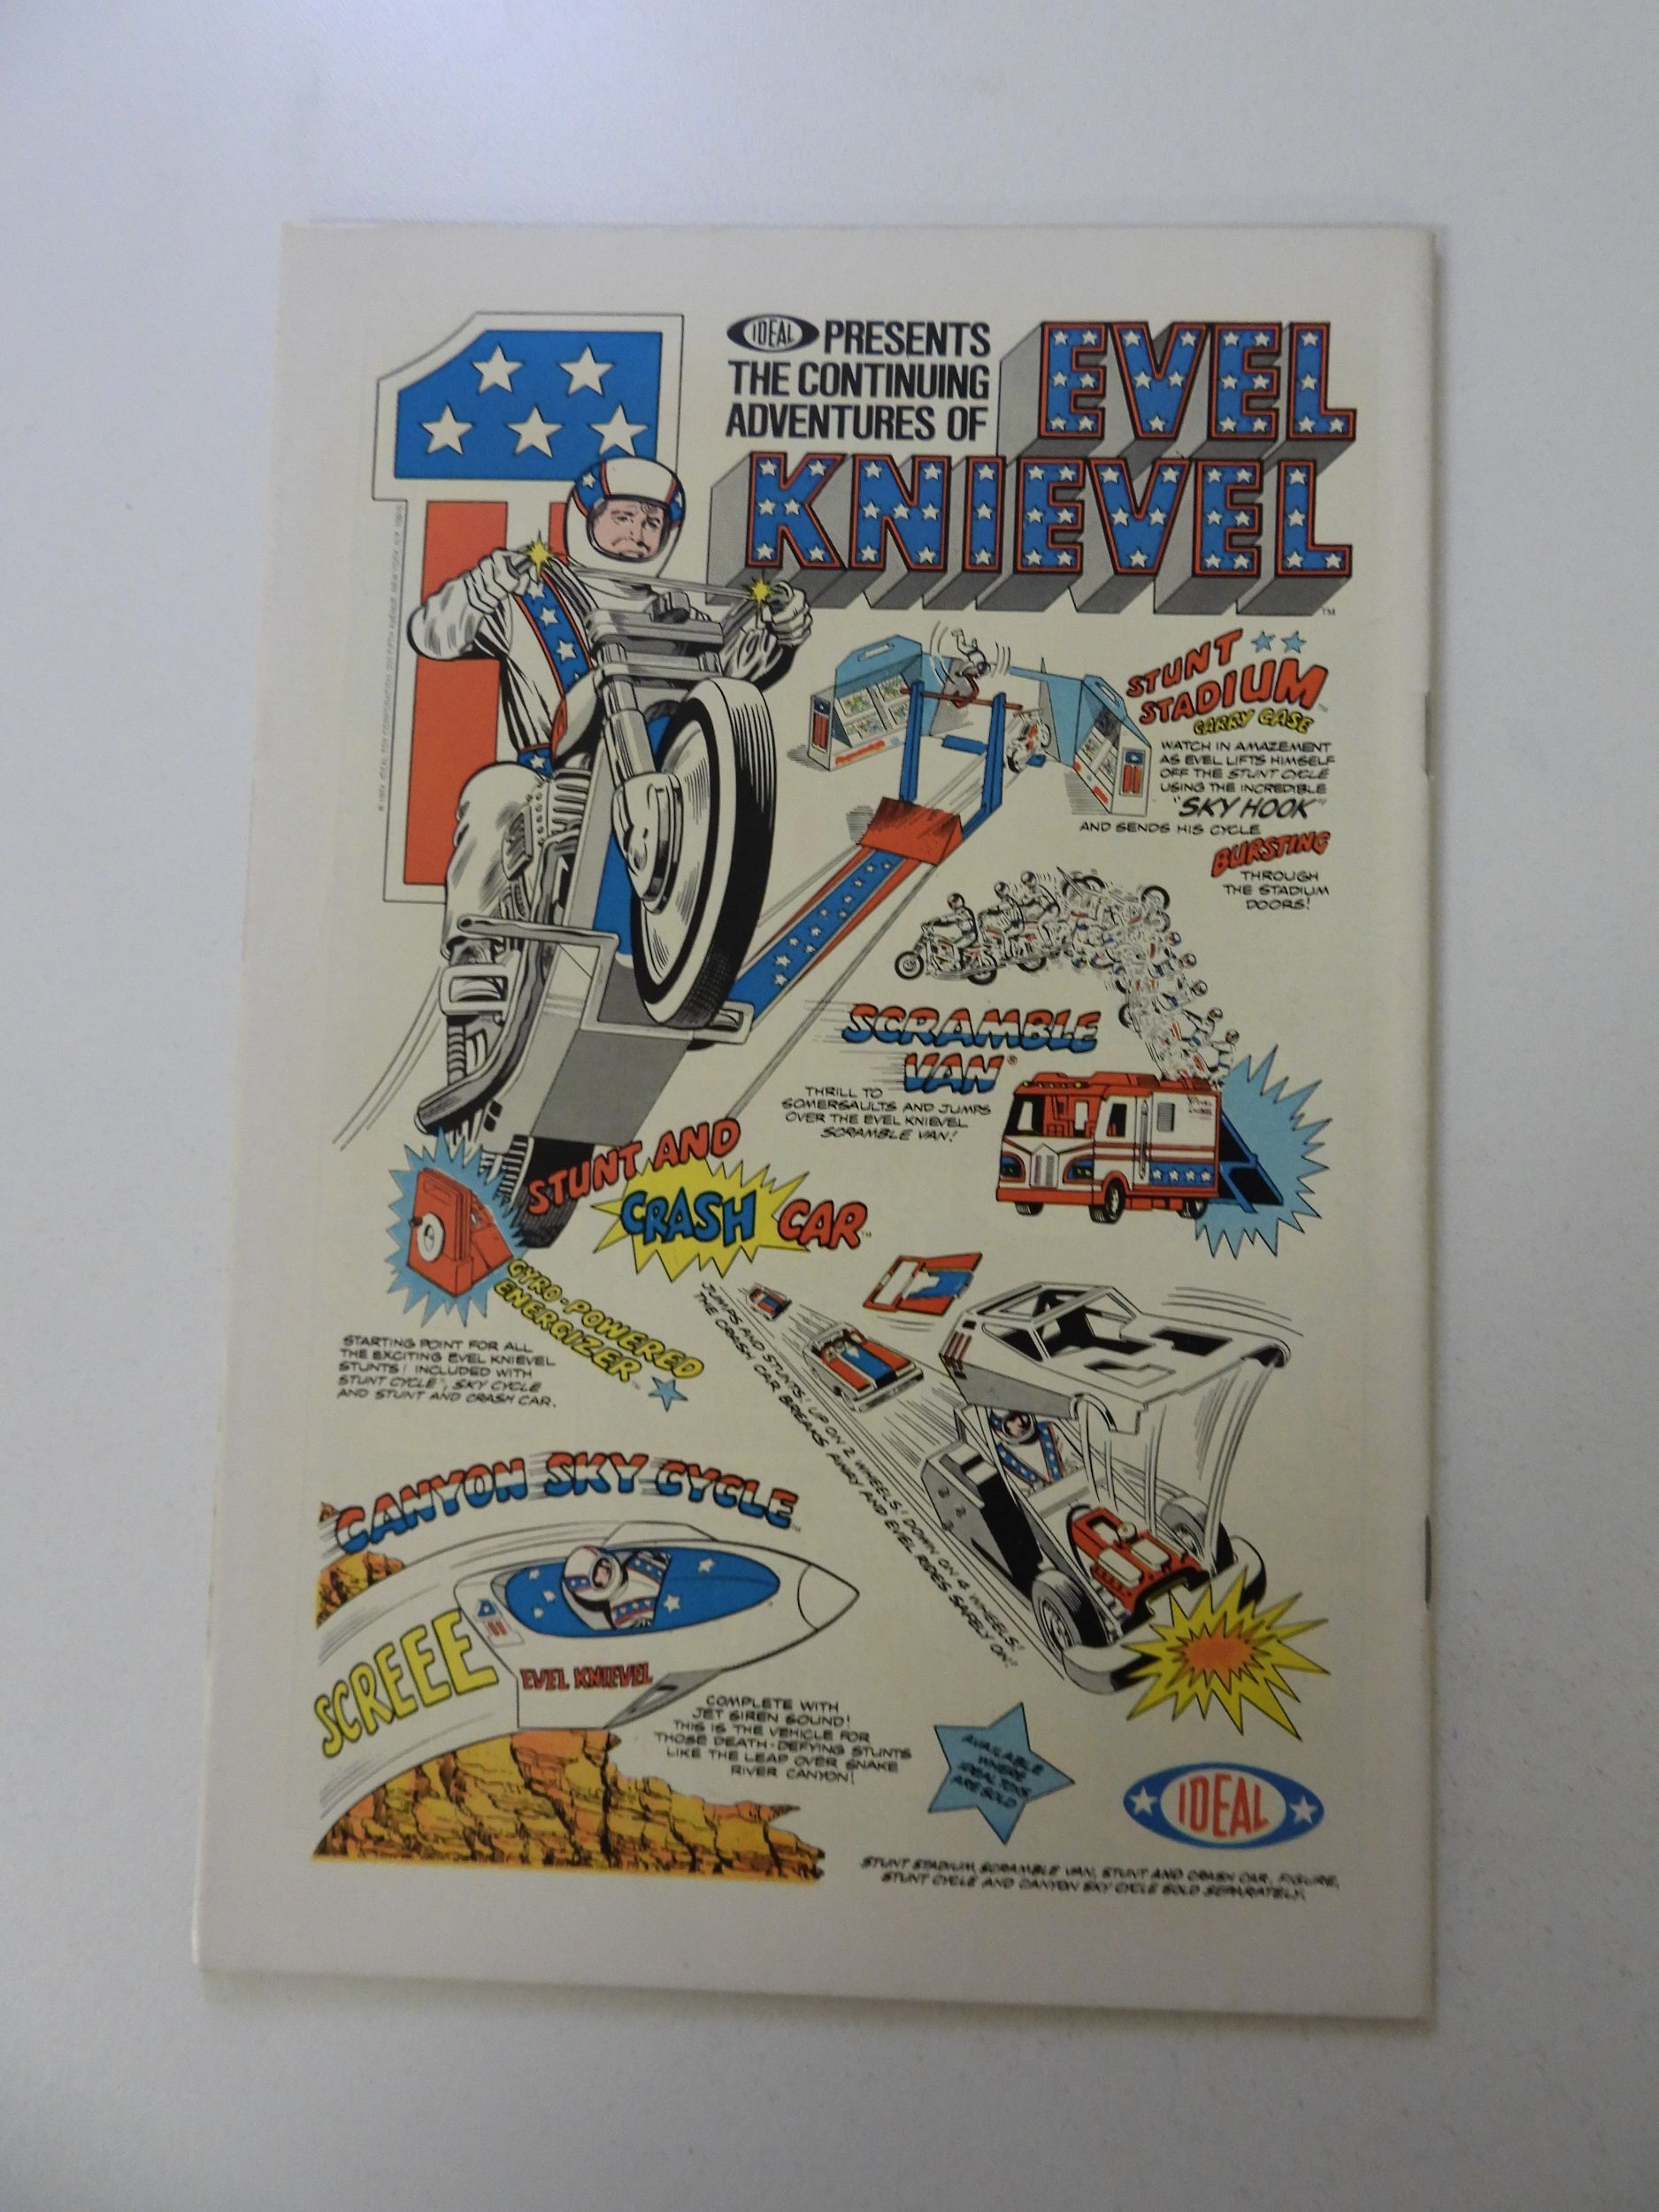 IDEAL PRESENTS
THE CONTINUING
ADVENTURES OF
EVEL
KNIEVEL
TM
STUNT
STADIUM
CARRY CASE
WATCH IN AMAZEMENT
AS EVEL LIFTS HIMSELF
OFF THE STUNT CYCLE
USING THE INCREDIBLE
"SKY HOOK"
AND SENDS HIS CYCLE
BURSTING
THROUGH
THE STADIUM
DOORS!
SCRAMBLE
VAN®
THRILL TO
SOMERSAULTS AND JUMPS
OVER THE EVEL KNIEVEL
SCRAMBLE VAN!
STUNT AND
CRASH CAR
JUMPS AND STUNTS! UP ON 2 WHEELS! DOWN ON 4 WHEELS!
THE CRASH CAR BREAKS AWAY AND EVEL RIDES SAFELY ON!
GYRO-POWERED
ENERGIZER
STARTING POINT FOR ALL
THE EXCITING EVEL KNIEVEL
STUNTS! INCLUDED WITH
STUNT CYCLE, SKY CYCLE
AND STUNT AND CRASH CAR.
CANYON SKY CYCLE
SCREEE
EVEL KNIEVEL
COMPLETE WITH
JET SIREN SOUND!
THIS IS THE VEHICLE FOR
THOSE DEATH-DEFYING STUNTS
LIKE THE LEAP OVER SNAKE
RIVER CANYON!
AVAILABLE
WHERE
IDEAL TOYS
ARE SOLD
IDEAL
STUNT STADIUM, SCRAMBLE VAN, STUNT AND CRASH CAR, FIGURE,
STUNT CYCLE AND CANYON SKY CYCLE SOLD SEPARATELY.